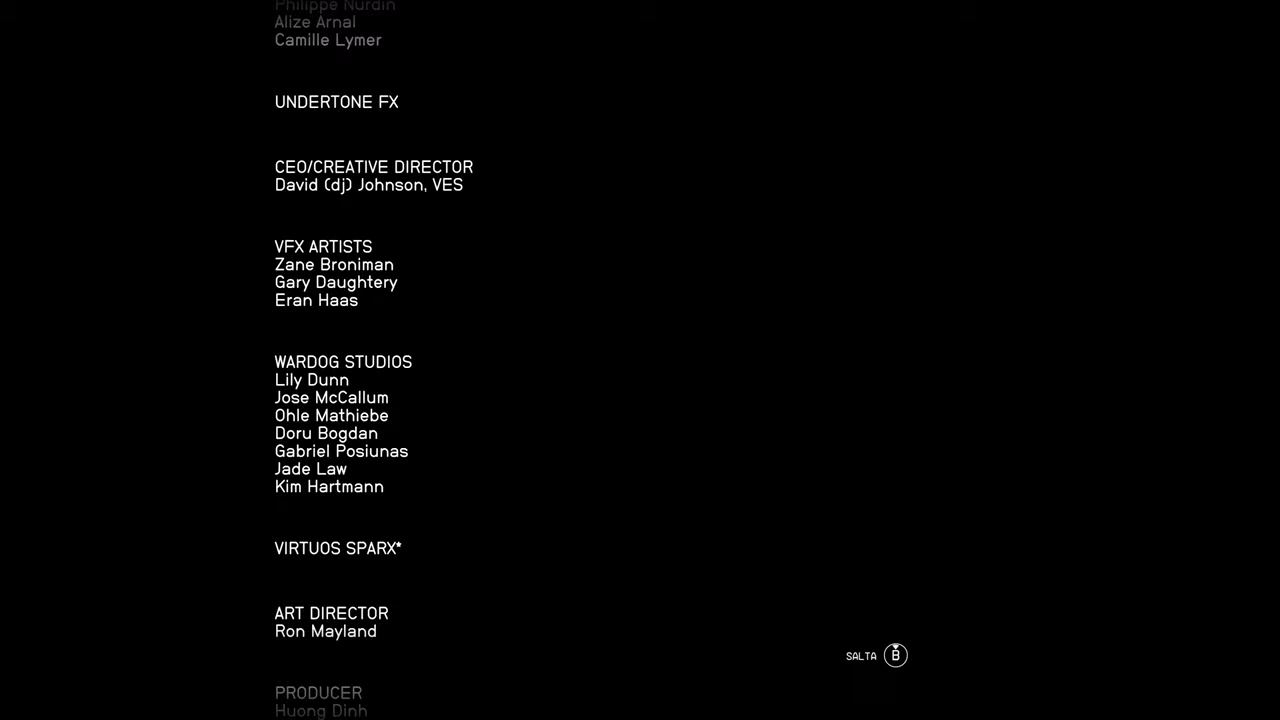 Philippe Nurdin
Alize Arnal
Camille Lymer
UNDERTONE FX
CEO/CREATIVE DIRECTOR
David (dj) Johnson, VES
VFX ARTISTS
Zane Broniman
Gary Daughtery
Eran Haas
WARDOG STUDIOS
Lily Dunn
Jose McCallum
Ohle Mathiebe
Doru Bogdan
Gabriel Posiunas
Jade Law
Kim Hartmann
VIRTUOS SPARX*
ART DIRECTOR
Ron Mayland
SALTA B
PRODUCER
Huong Dinh